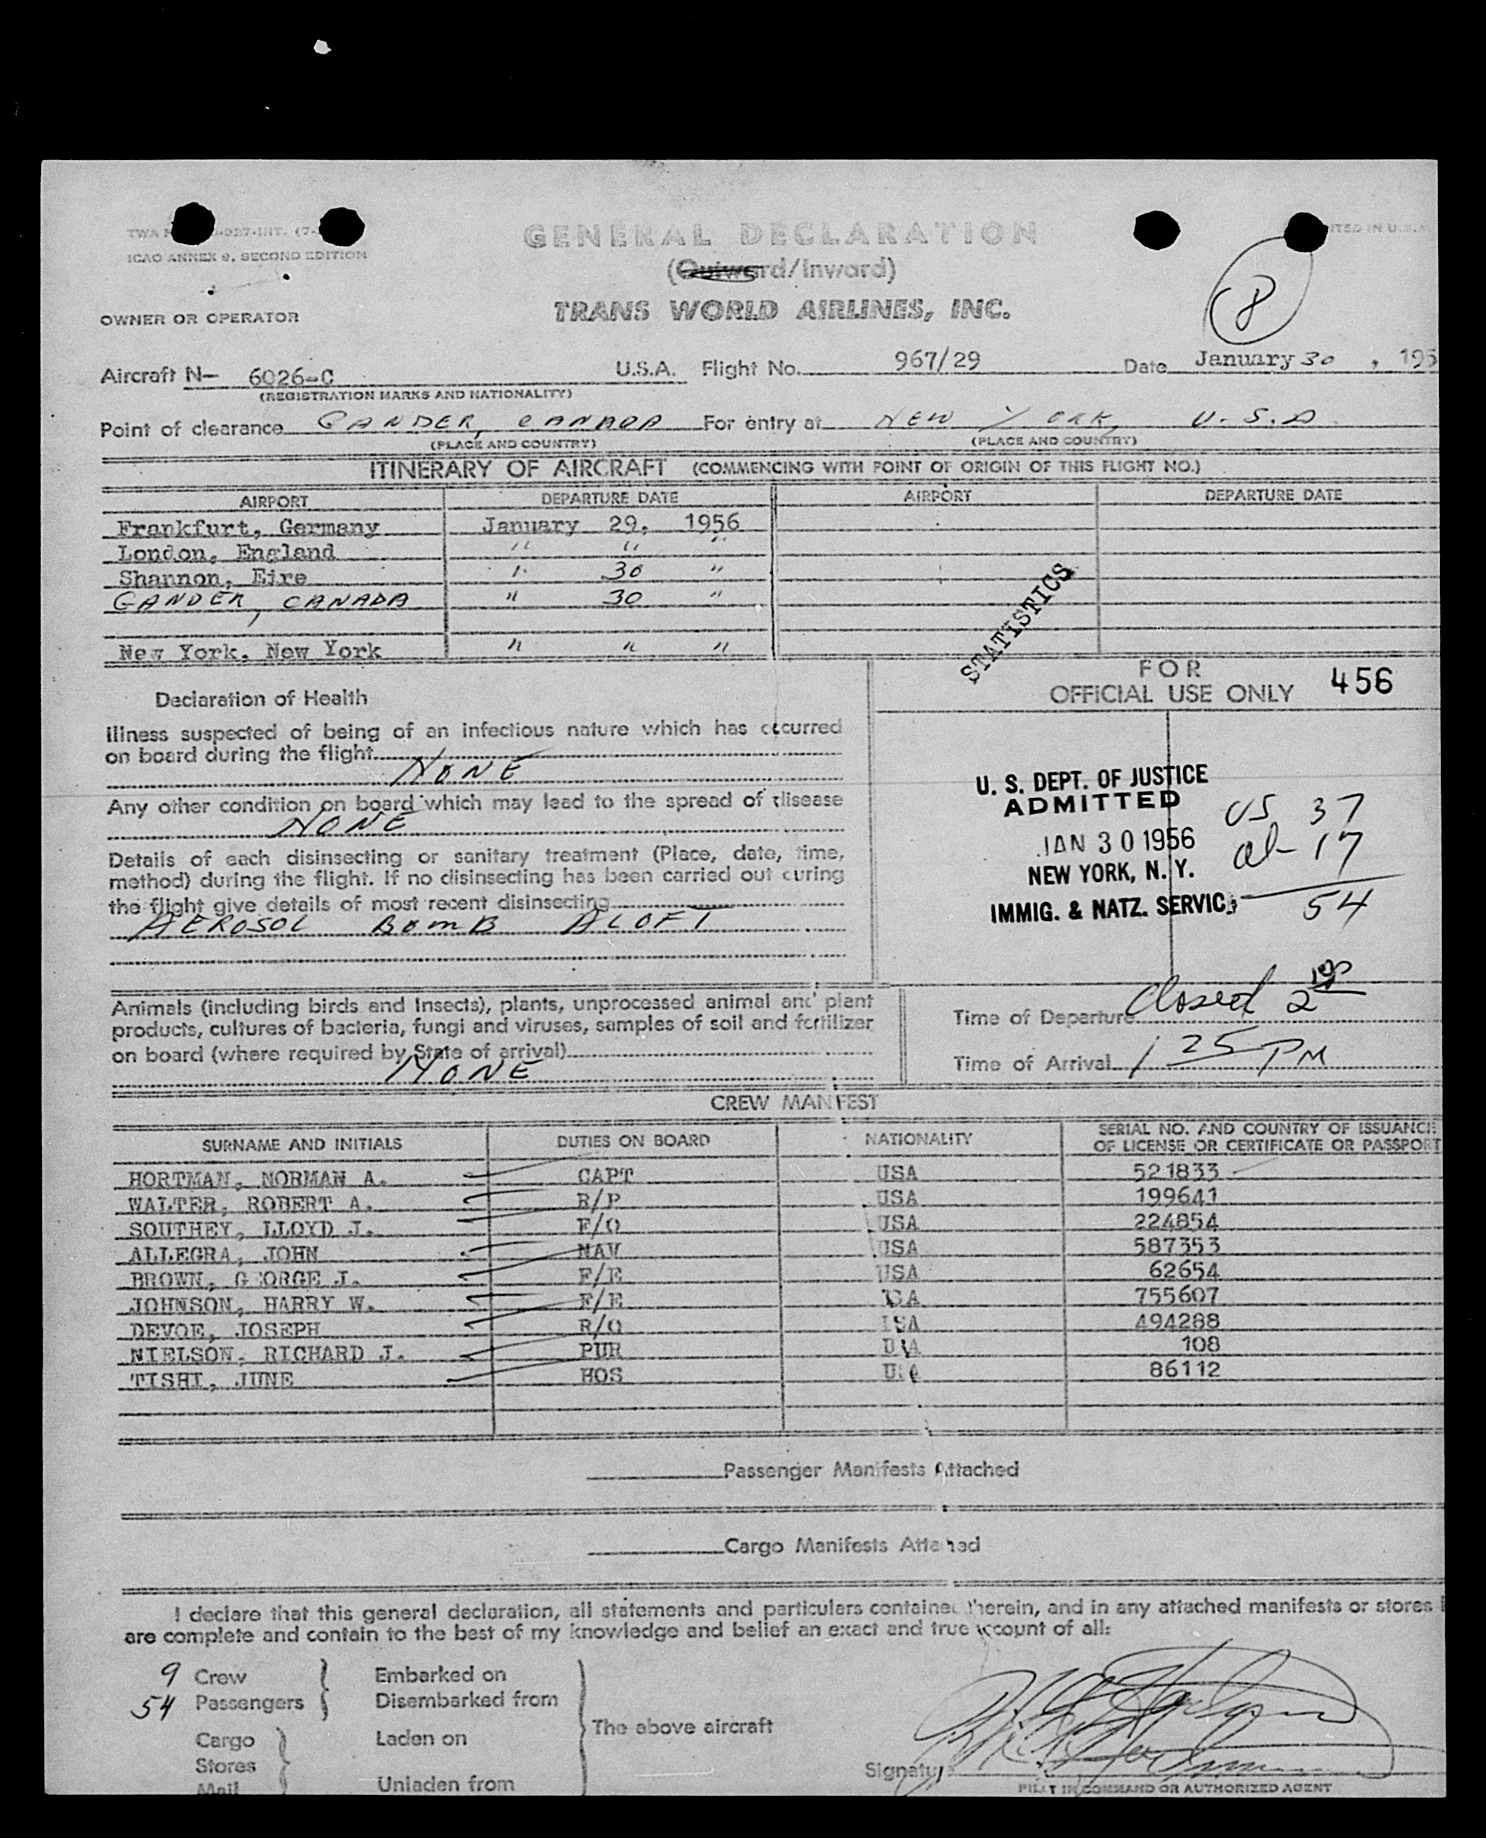 GENERAL DECLARATION
ICAO ANNEX 9, SECOND EDITION
(Outward/Inward)
OWNER OR OPERATOR
TRANS WORLD AIRLINES, INC.
8
Aircraft N- 6026-C U.S.A. Flight No. 967/29 Date January 30, 195
(REGISTRATION MARKS AND NATIONALITY)
Point of clearance GANDER, CANADA For entry at NEW YORK, U.S.A.
(PLACE AND COUNTRY) (PLACE AND COUNTRY)
ITINERARY OF AIRCRAFT (COMMENCING WITH POINT OF ORIGIN OF THIS FLIGHT NO.)
AIRPORT DEPARTURE DATE AIRPORT DEPARTURE DATE
Frankfurt, Germany January 29, 1956
London, England " " "
Shannon, Eire " 30 "
GANDER, CANADA " 30 "
New York, New York " " "
STATISTICS
FOR
OFFICIAL USE ONLY 456
Declaration of Health
Illness suspected of being of an infectious nature which has occurred
on board during the flight
NONE
Any other condition on board which may lead to the spread of disease
NONE
Details of each disinsecting or sanitary treatment (Place, date, time,
method) during the flight. If no disinsecting has been carried out during
the flight give details of most recent disinsecting
AEROSOL BOMB ALOFT
U. S. DEPT. OF JUSTICE
ADMITTED
JAN 30 1956
NEW YORK, N. Y.
IMMIG. & NATZ. SERVICE
US 37
al- 17
54
Animals (including birds and insects), plants, unprocessed animal and plant
products, cultures of bacteria, fungi and viruses, samples of soil and fertilizer
on board (where required by State of arrival)
NONE
Time of Departure Closed 2
Time of Arrival 1 25 PM
CREW MANIFEST
SURNAME AND INITIALS DUTIES ON BOARD NATIONALITY SERIAL NO. AND COUNTRY OF ISSUANCE
OF LICENSE OR CERTIFICATE OR PASSPORT
HORTMAN, NORMAN A. CAPT USA 521833
WALTER, ROBERT A. R/P USA 199641
SOUTHEY, LLOYD J. F/O USA 224854
ALLEGRA, JOHN NAV USA 587353
BROWN, GEORGE J. F/E USA 62654
JOHNSON, HARRY W. F/E USA 755607
DEVOE, JOSEPH R/O USA 494288
NIELSON, RICHARD J. PUR USA 108
TISHI, JUNE HOS USA 86112
Passenger Manifests Attached
Cargo Manifests Attached
I declare that this general declaration, all statements and particulars contained therein, and in any attached manifests or stores
are complete and contain to the best of my knowledge and belief an exact and true account of all:
9 Crew Embarked on
54 Passengers Disembarked from
The above aircraft
Cargo Laden on
Stores
Mail Unladen from
Signature
PILOT IN COMMAND OR AUTHORIZED AGENT